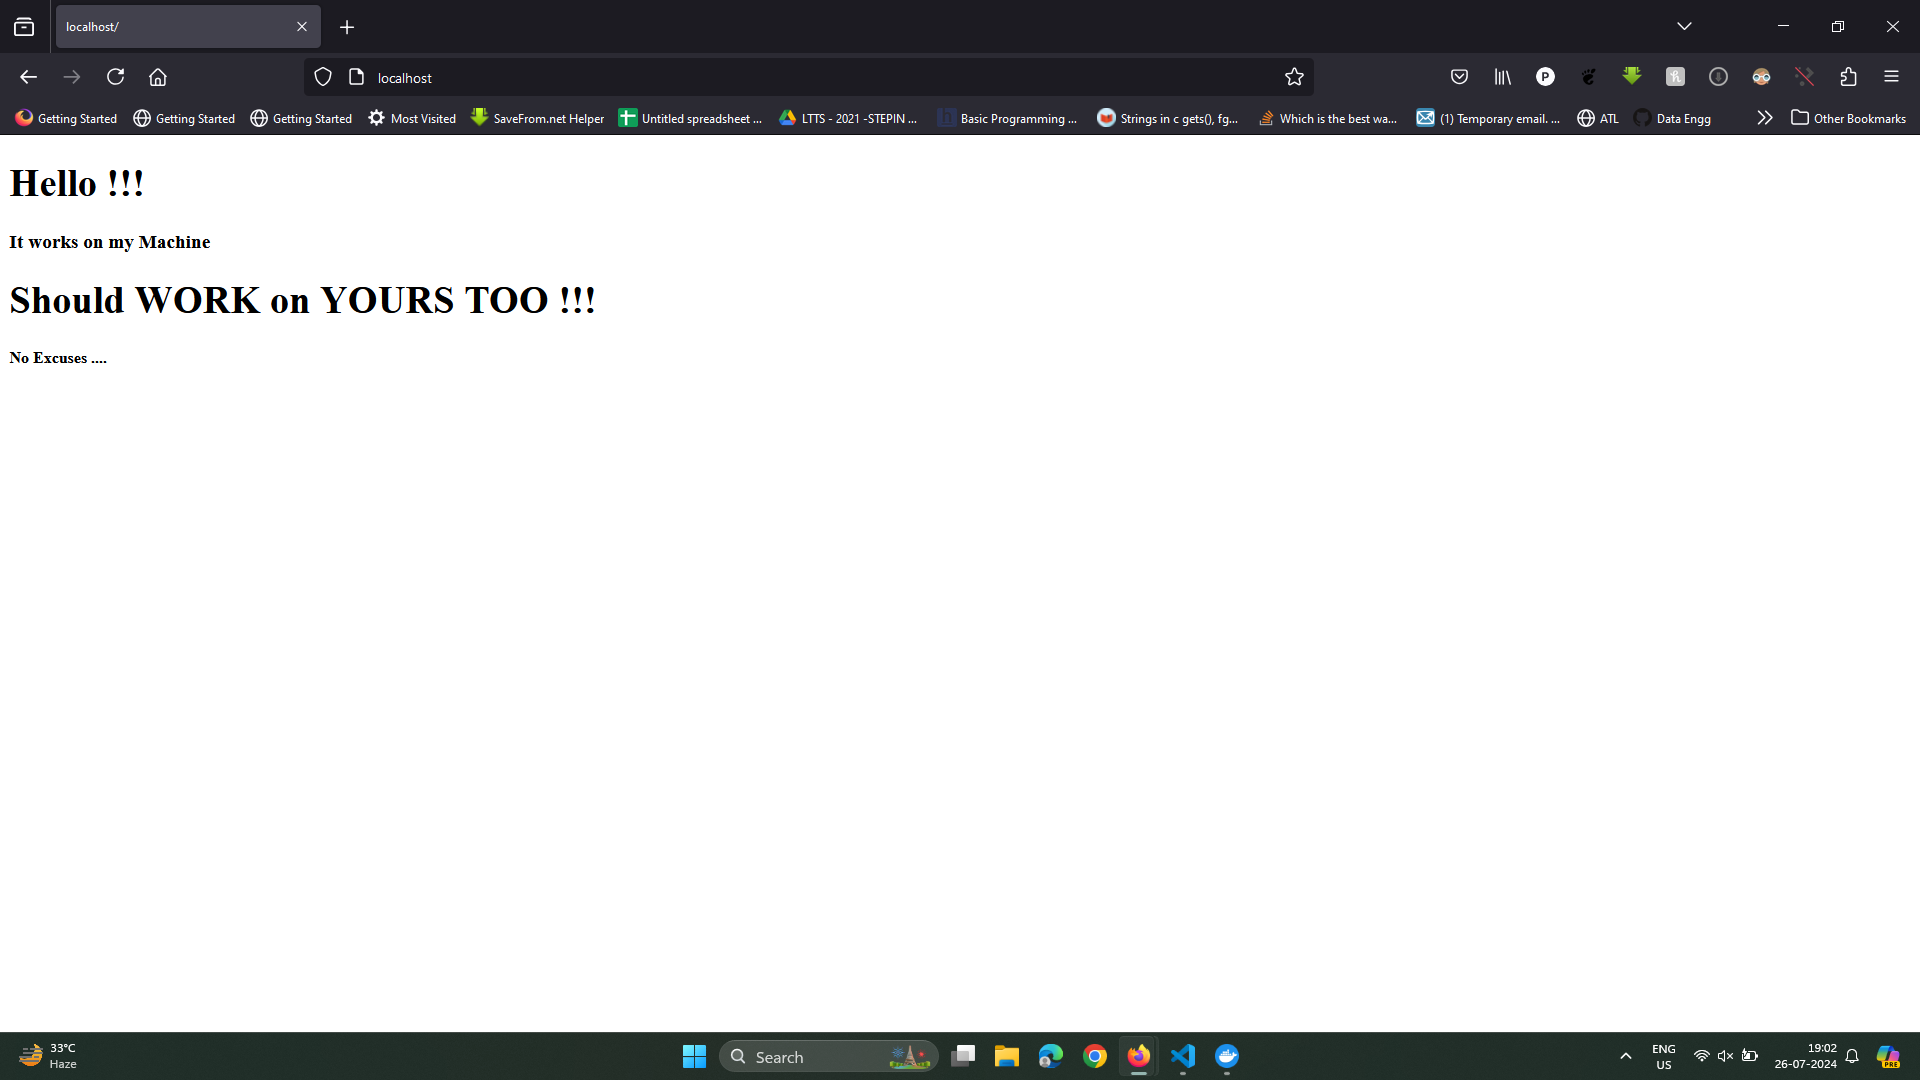 localhost/
localhost
Getting Started
Getting Started
Getting Started
Most Visited
SaveFrom.net Helper
Untitled spreadsheet ...
LTTS - 2021 -STEPIN ...
Basic Programming ...
Strings in c gets(), fg...
Which is the best wa...
(1) Temporary email. ...
ATL
Data Engg
Other Bookmarks
Hello !!!
It works on my Machine
Should WORK on YOURS TOO !!!
No Excuses ....
33°C
Haze
Search
ENG
US
19:02
26-07-2024
PRE